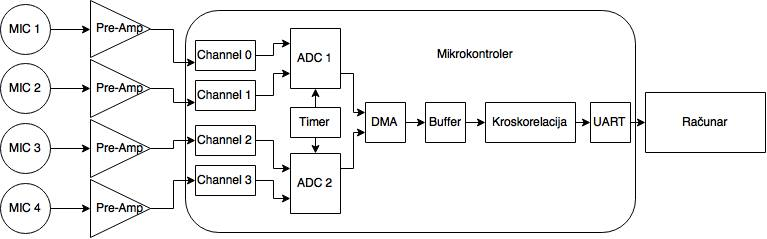 MIC 1
Pre-Amp
Channel 0
ADC 1
Mikrokontroler
MIC 2
Pre-Amp
Channel 1
Timer
DMA
Buffer
Kroskorelacija
UART
Računar
MIC 3
Pre-Amp
Channel 2
MIC 4
Pre-Amp
Channel 3
ADC 2